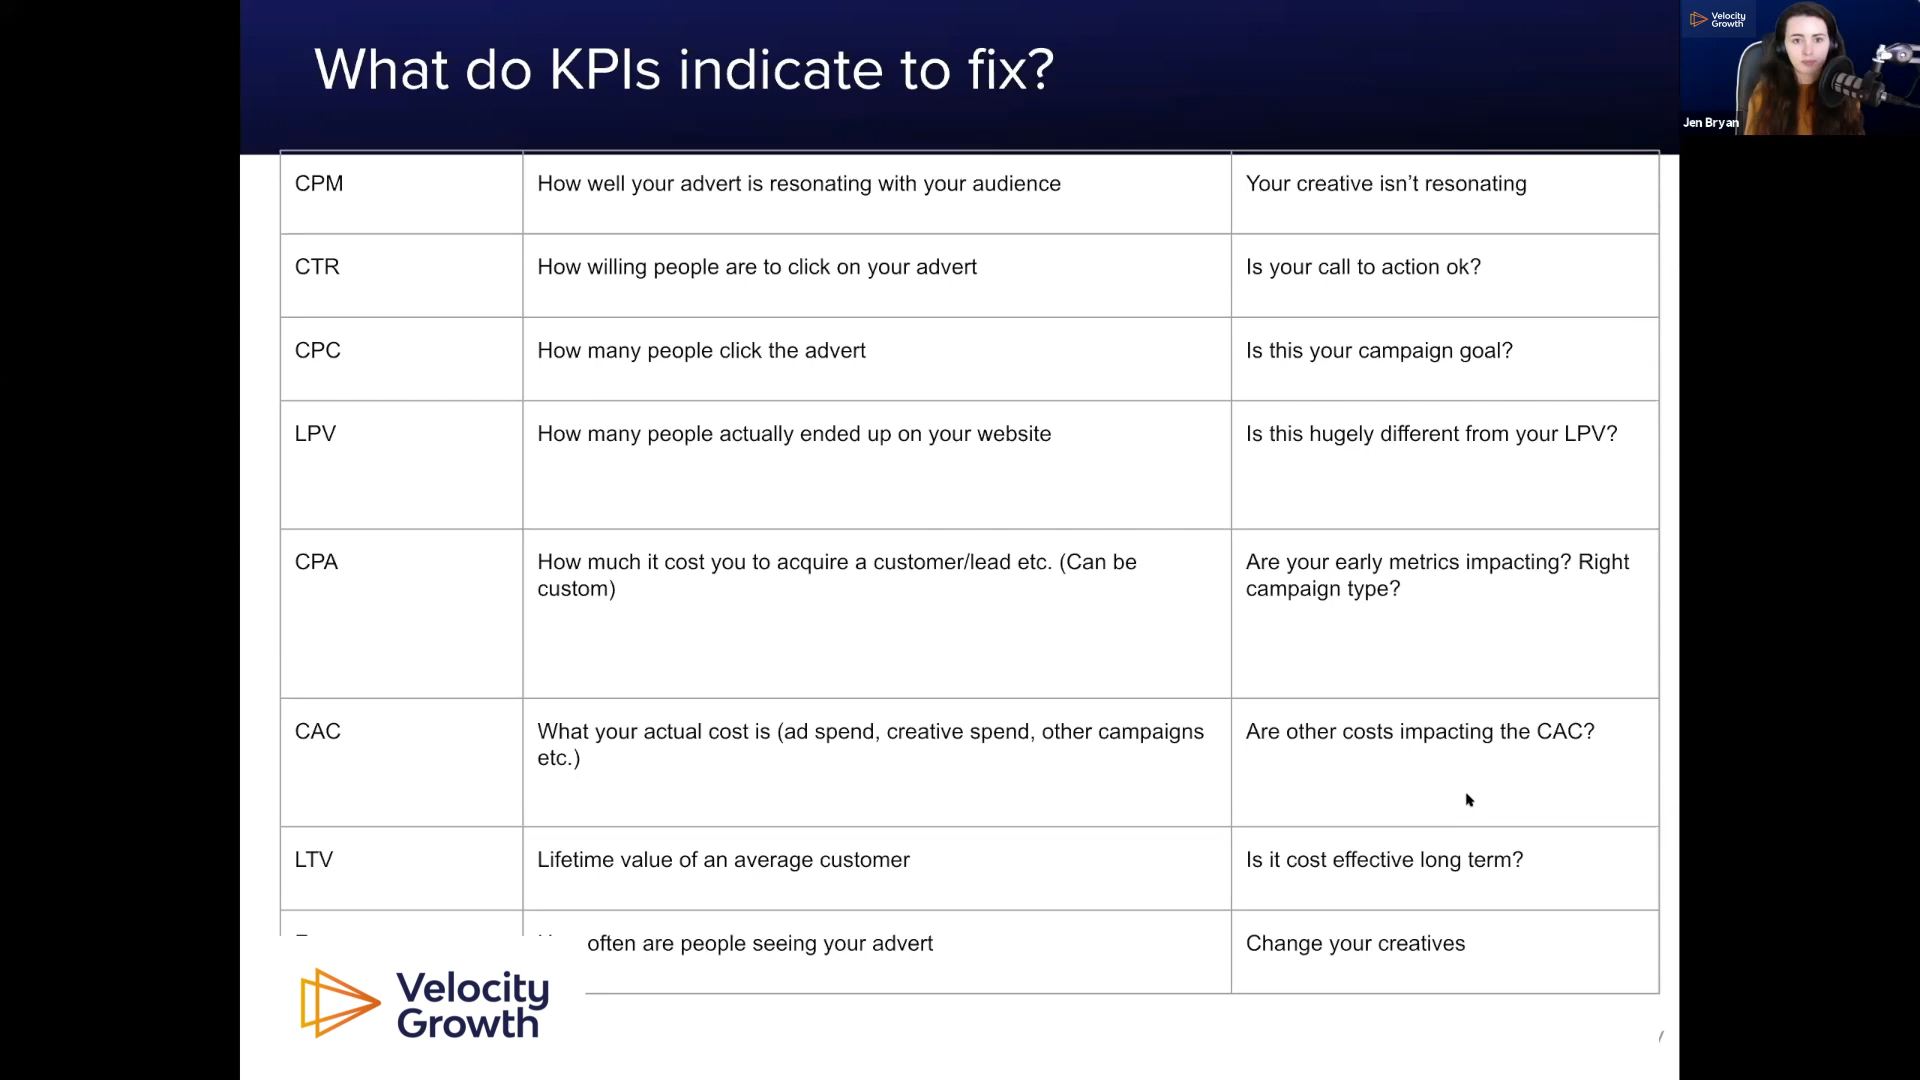 What do KPIs indicate to fix?
Velocity
Growth
Jen Bryan
CPM
How well your advert is resonating with your audience
Your creative isn’t resonating
CTR
How willing people are to click on your advert
Is your call to action ok?
CPC
How many people click the advert
Is this your campaign goal?
LPV
How many people actually ended up on your website
Is this hugely different from your LPV?
CPA
How much it cost you to acquire a customer/lead etc. (Can be
custom)
Are your early metrics impacting? Right
campaign type?
CAC
What your actual cost is (ad spend, creative spend, other campaigns
etc.)
Are other costs impacting the CAC?
LTV
Lifetime value of an average customer
Is it cost effective long term?
often are people seeing your advert
Change your creatives
Velocity
Growth